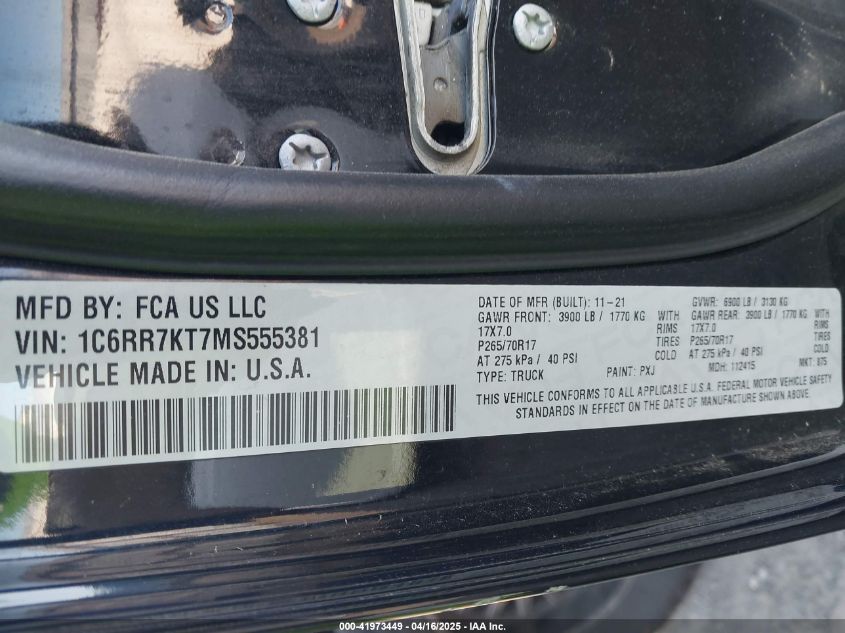 MFD BY: FCA US LLC
VIN: 1C6RR7KT7MS555381
VEHICLE MADE IN: U.S.A.
DATE OF MFR (BUILT): 11-21 GVWR: 6900 LB / 3130 KG
GAWR FRONT: 3900 LB / 1770 KG WITH GAWR REAR: 3900 LB / 1770 KG WITH
17X7.0 RIMS 17X7.0 RIMS
P265/70R17 TIRES P265/70R17 TIRES
AT 275 kPa / 40 PSI COLD AT 275 kPa / 40 PSI COLD
TYPE: TRUCK PAINT: PXJ MDH: 112415 MKT: 875
THIS VEHICLE CONFORMS TO ALL APPLICABLE U.S.A. FEDERAL MOTOR VEHICLE SAFETY
STANDARDS IN EFFECT ON THE DATE OF MANUFACTURE SHOWN ABOVE.
000-41973449 - 04/16/2025 - IAA Inc.